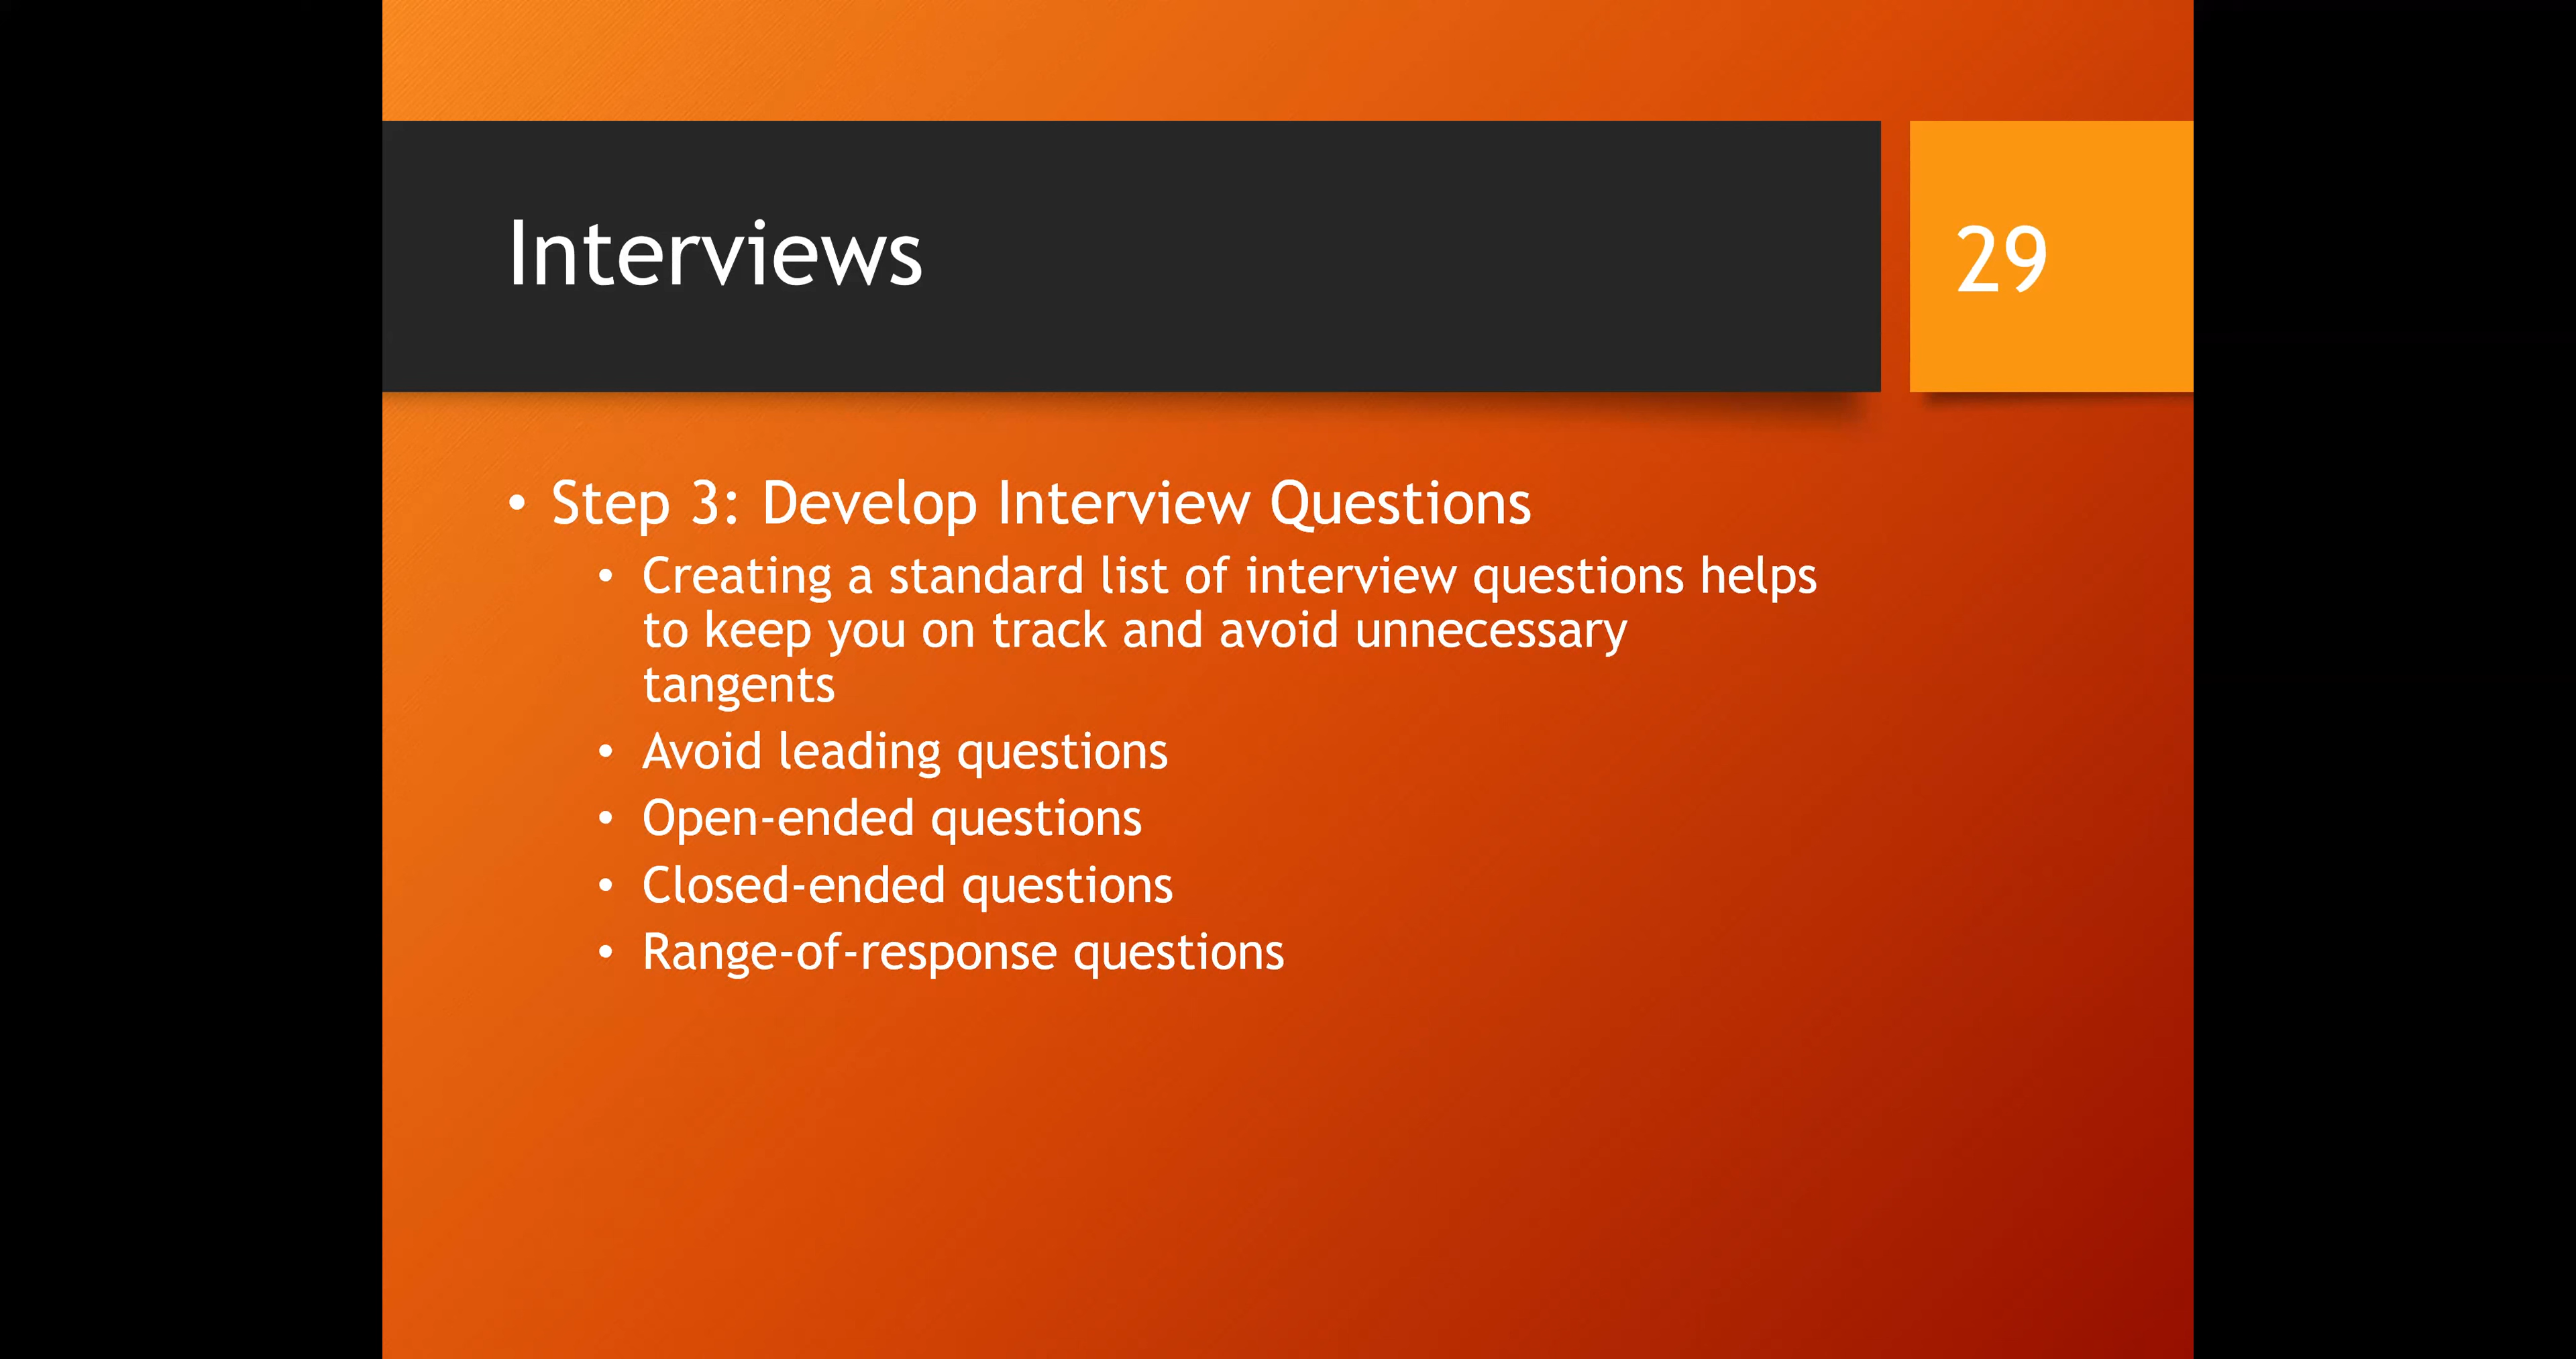 Interviews
29
• Step 3: Develop Interview Questions
• Creating a standard list of interview questions helps
to keep you on track and avoid unnecessary
tangents
• Avoid leading questions
• Open-ended questions
• Closed-ended questions
• Range-of-response questions